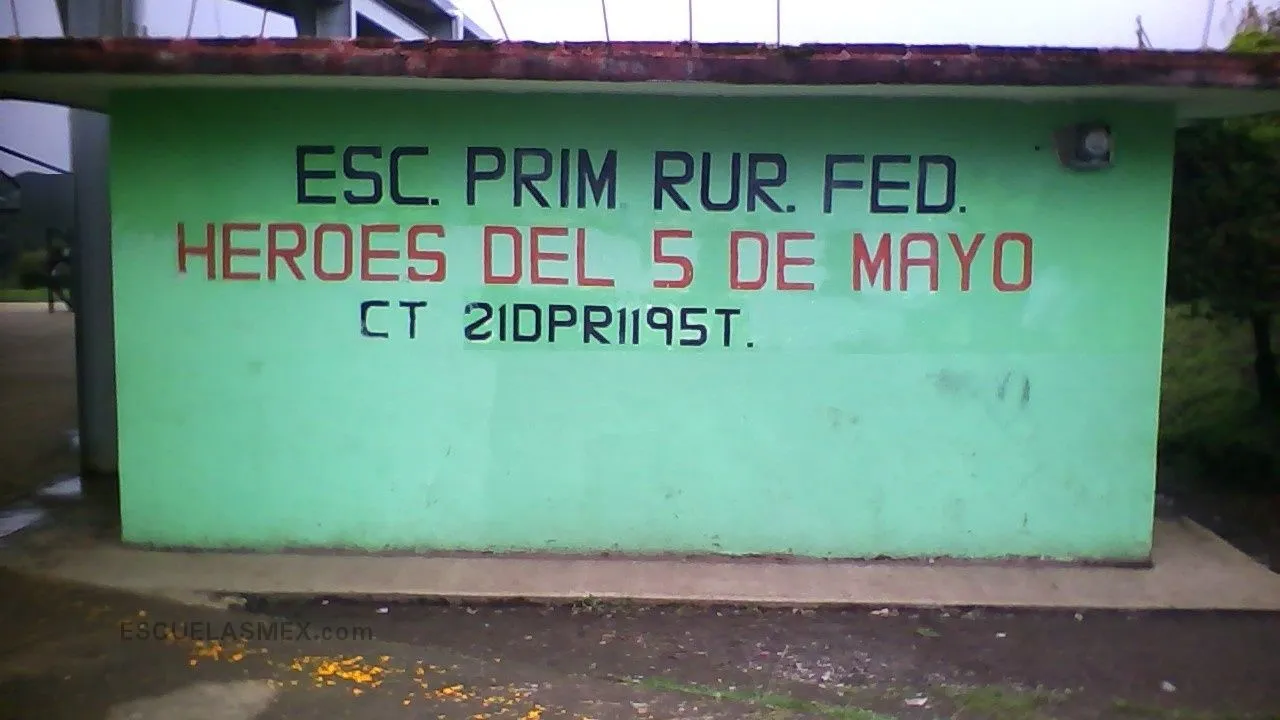 ESC. PRIM RUR. FED.
HEROES DEL 5 DE MAYO
CT 21DPR1195T.
ESCUELASMEX.com